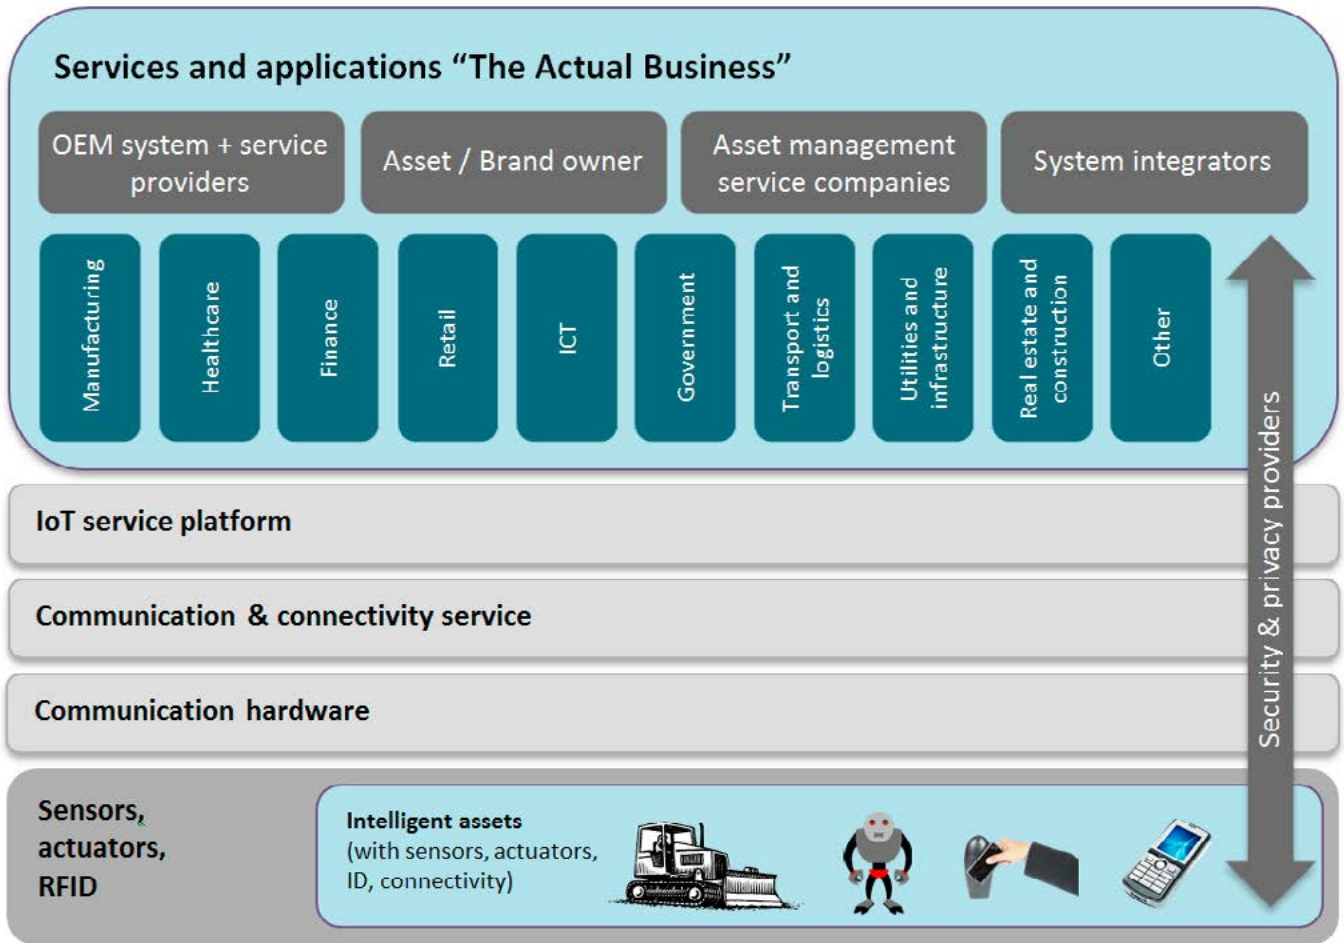 Services and applications “The Actual Business”
OEM system + service
providers
Asset / Brand owner
Asset management
service companies
System integrators
Manufacturing
Healthcare
Finance
Retail
ICT
Government
Transport and
logistics
Utilities and
infrastructure
Real estate and
construction
Other
Security & privacy providers
IoT service platform
Communication & connectivity service
Communication hardware
Sensors,
actuators,
RFID
Intelligent assets
(with sensors, actuators,
ID, connectivity)